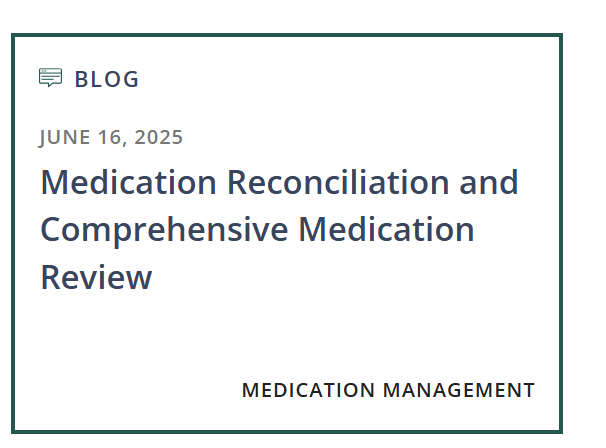 BLOG
JUNE 16, 2025
Medication Reconciliation and
Comprehensive Medication
Review
MEDICATION MANAGEMENT